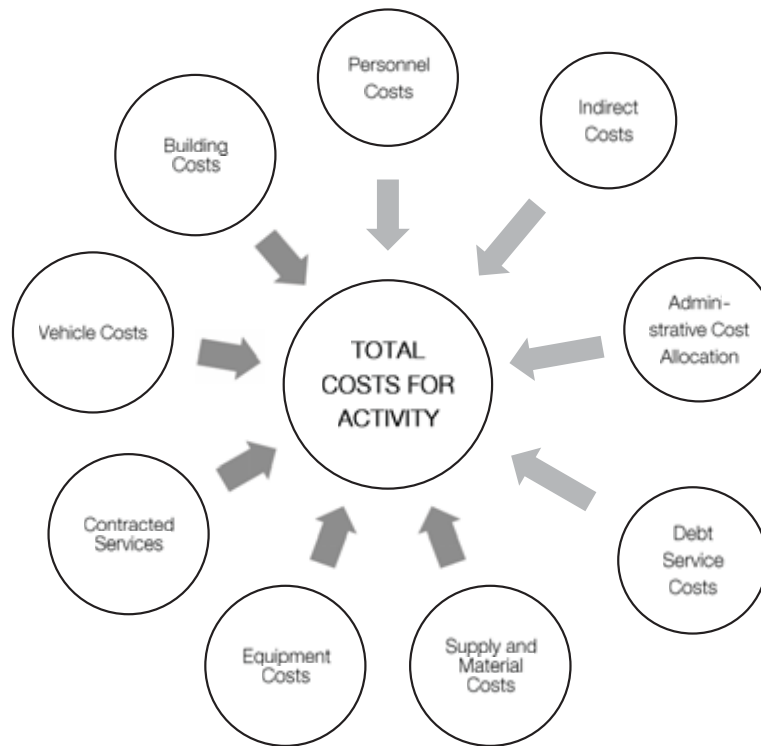 Personnel
Costs
Indirect
Costs
Building
Costs
Admin-
strative Cost
Allocation
Vehicle Costs
TOTAL
COSTS FOR
ACTIVITY
Contracted
Services
Debt
Service
Costs
Equipment
Costs
Supply and
Material
Costs